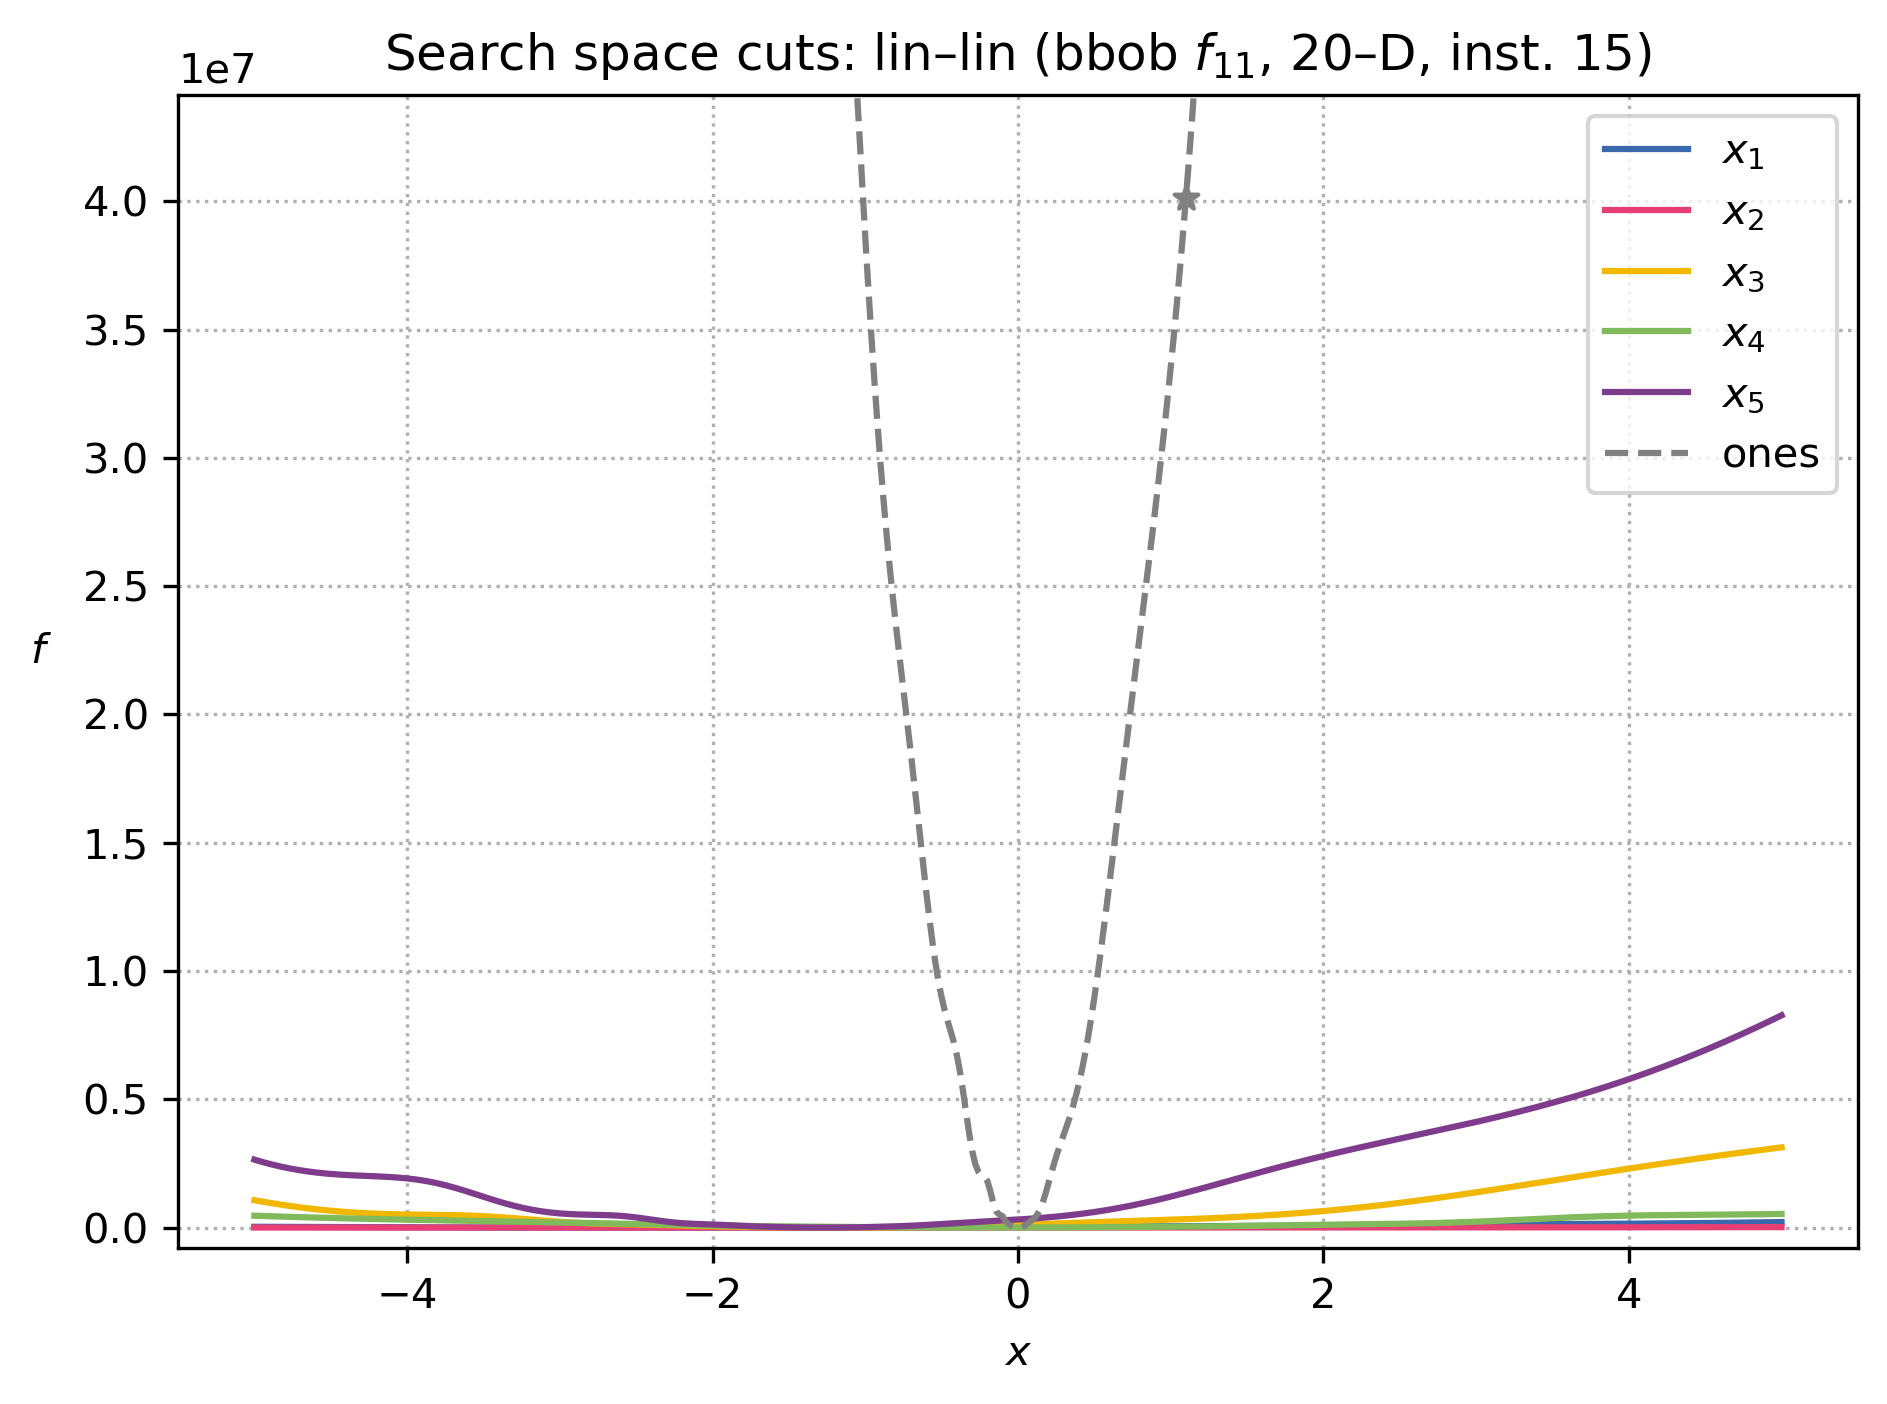 Search space cuts: lin–lin (bbob f₁₁, 20–D, inst. 15)
1e7
x₁
x₂
x₃
x₄
x₅
ones
4.0
3.5
3.0
2.5
2.0
1.5
1.0
0.5
0.0
f
−4 −2 0 2 4
x